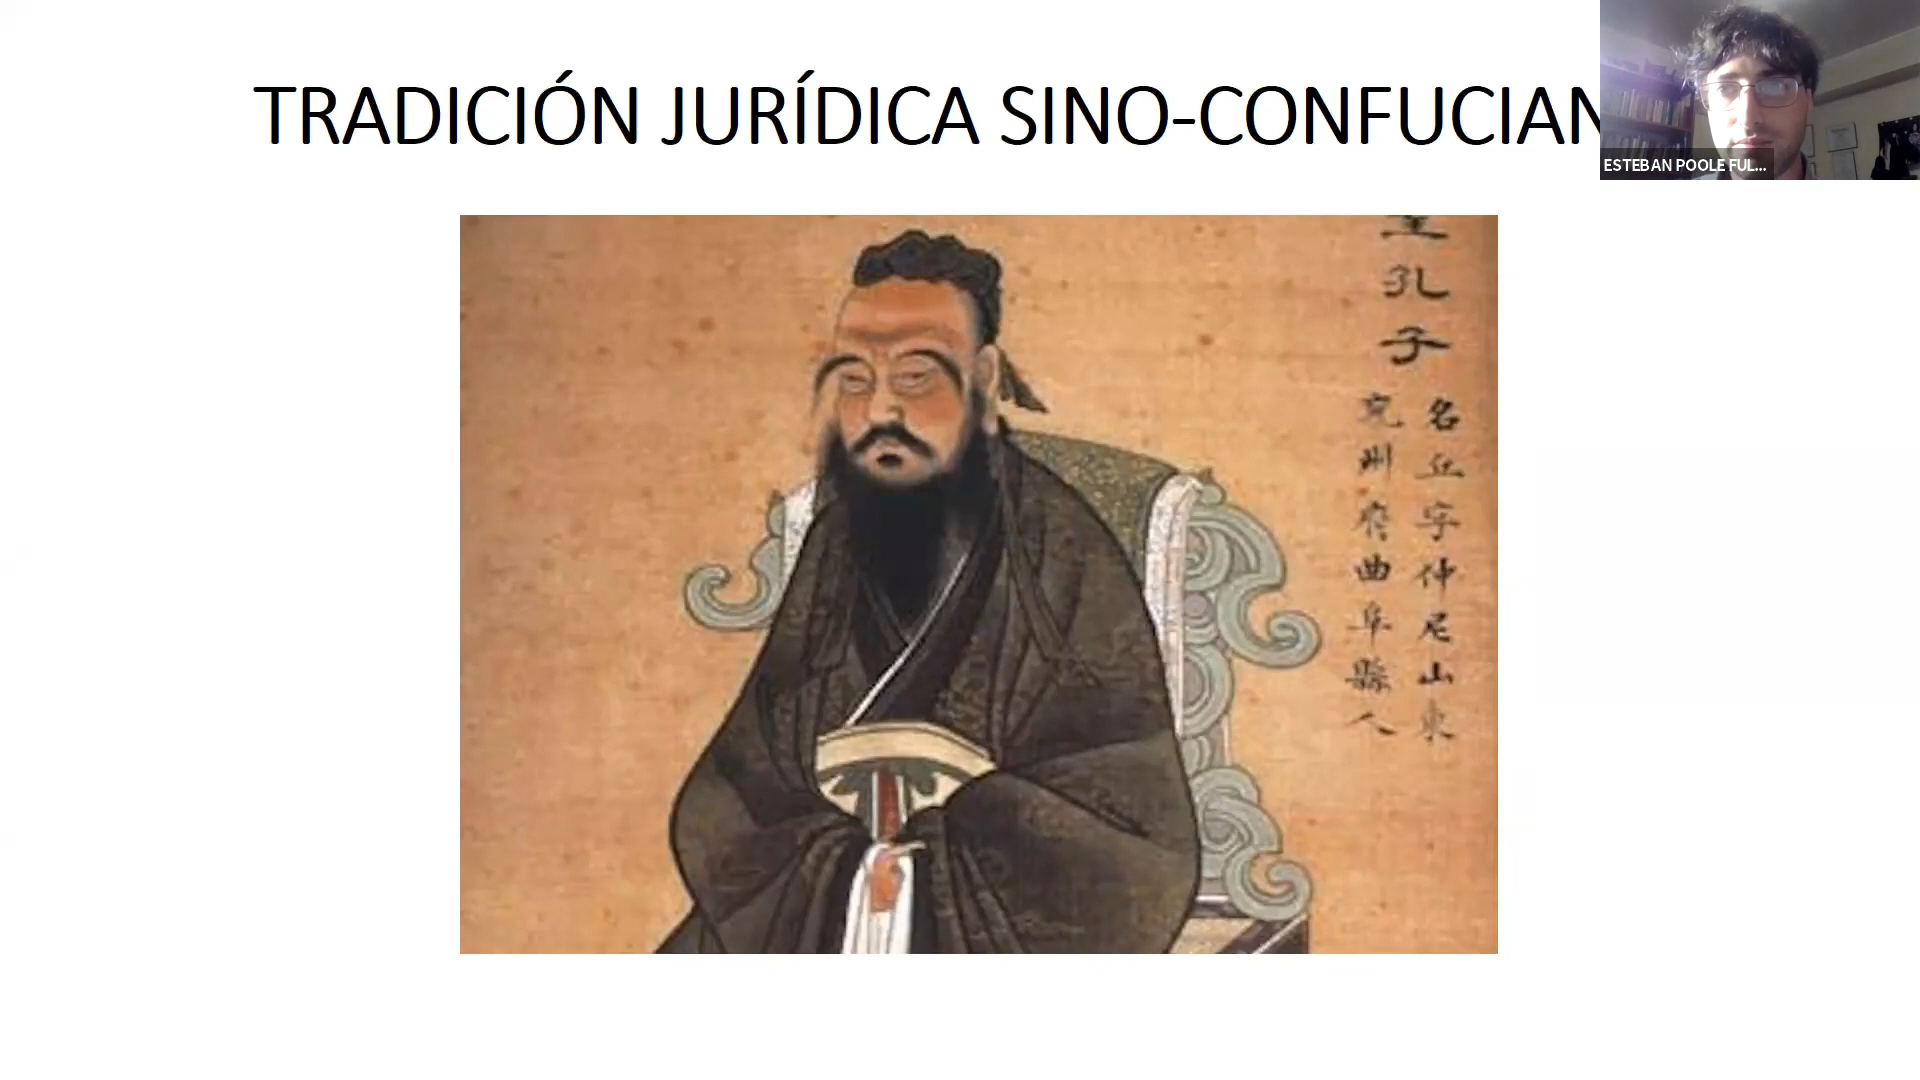 TRADICIÓN JURÍDICA SINO-CONFUCIAN
ESTEBAN POOLE FUL...
孔子
名丘字仲尼山東
兗州府曲阜縣人